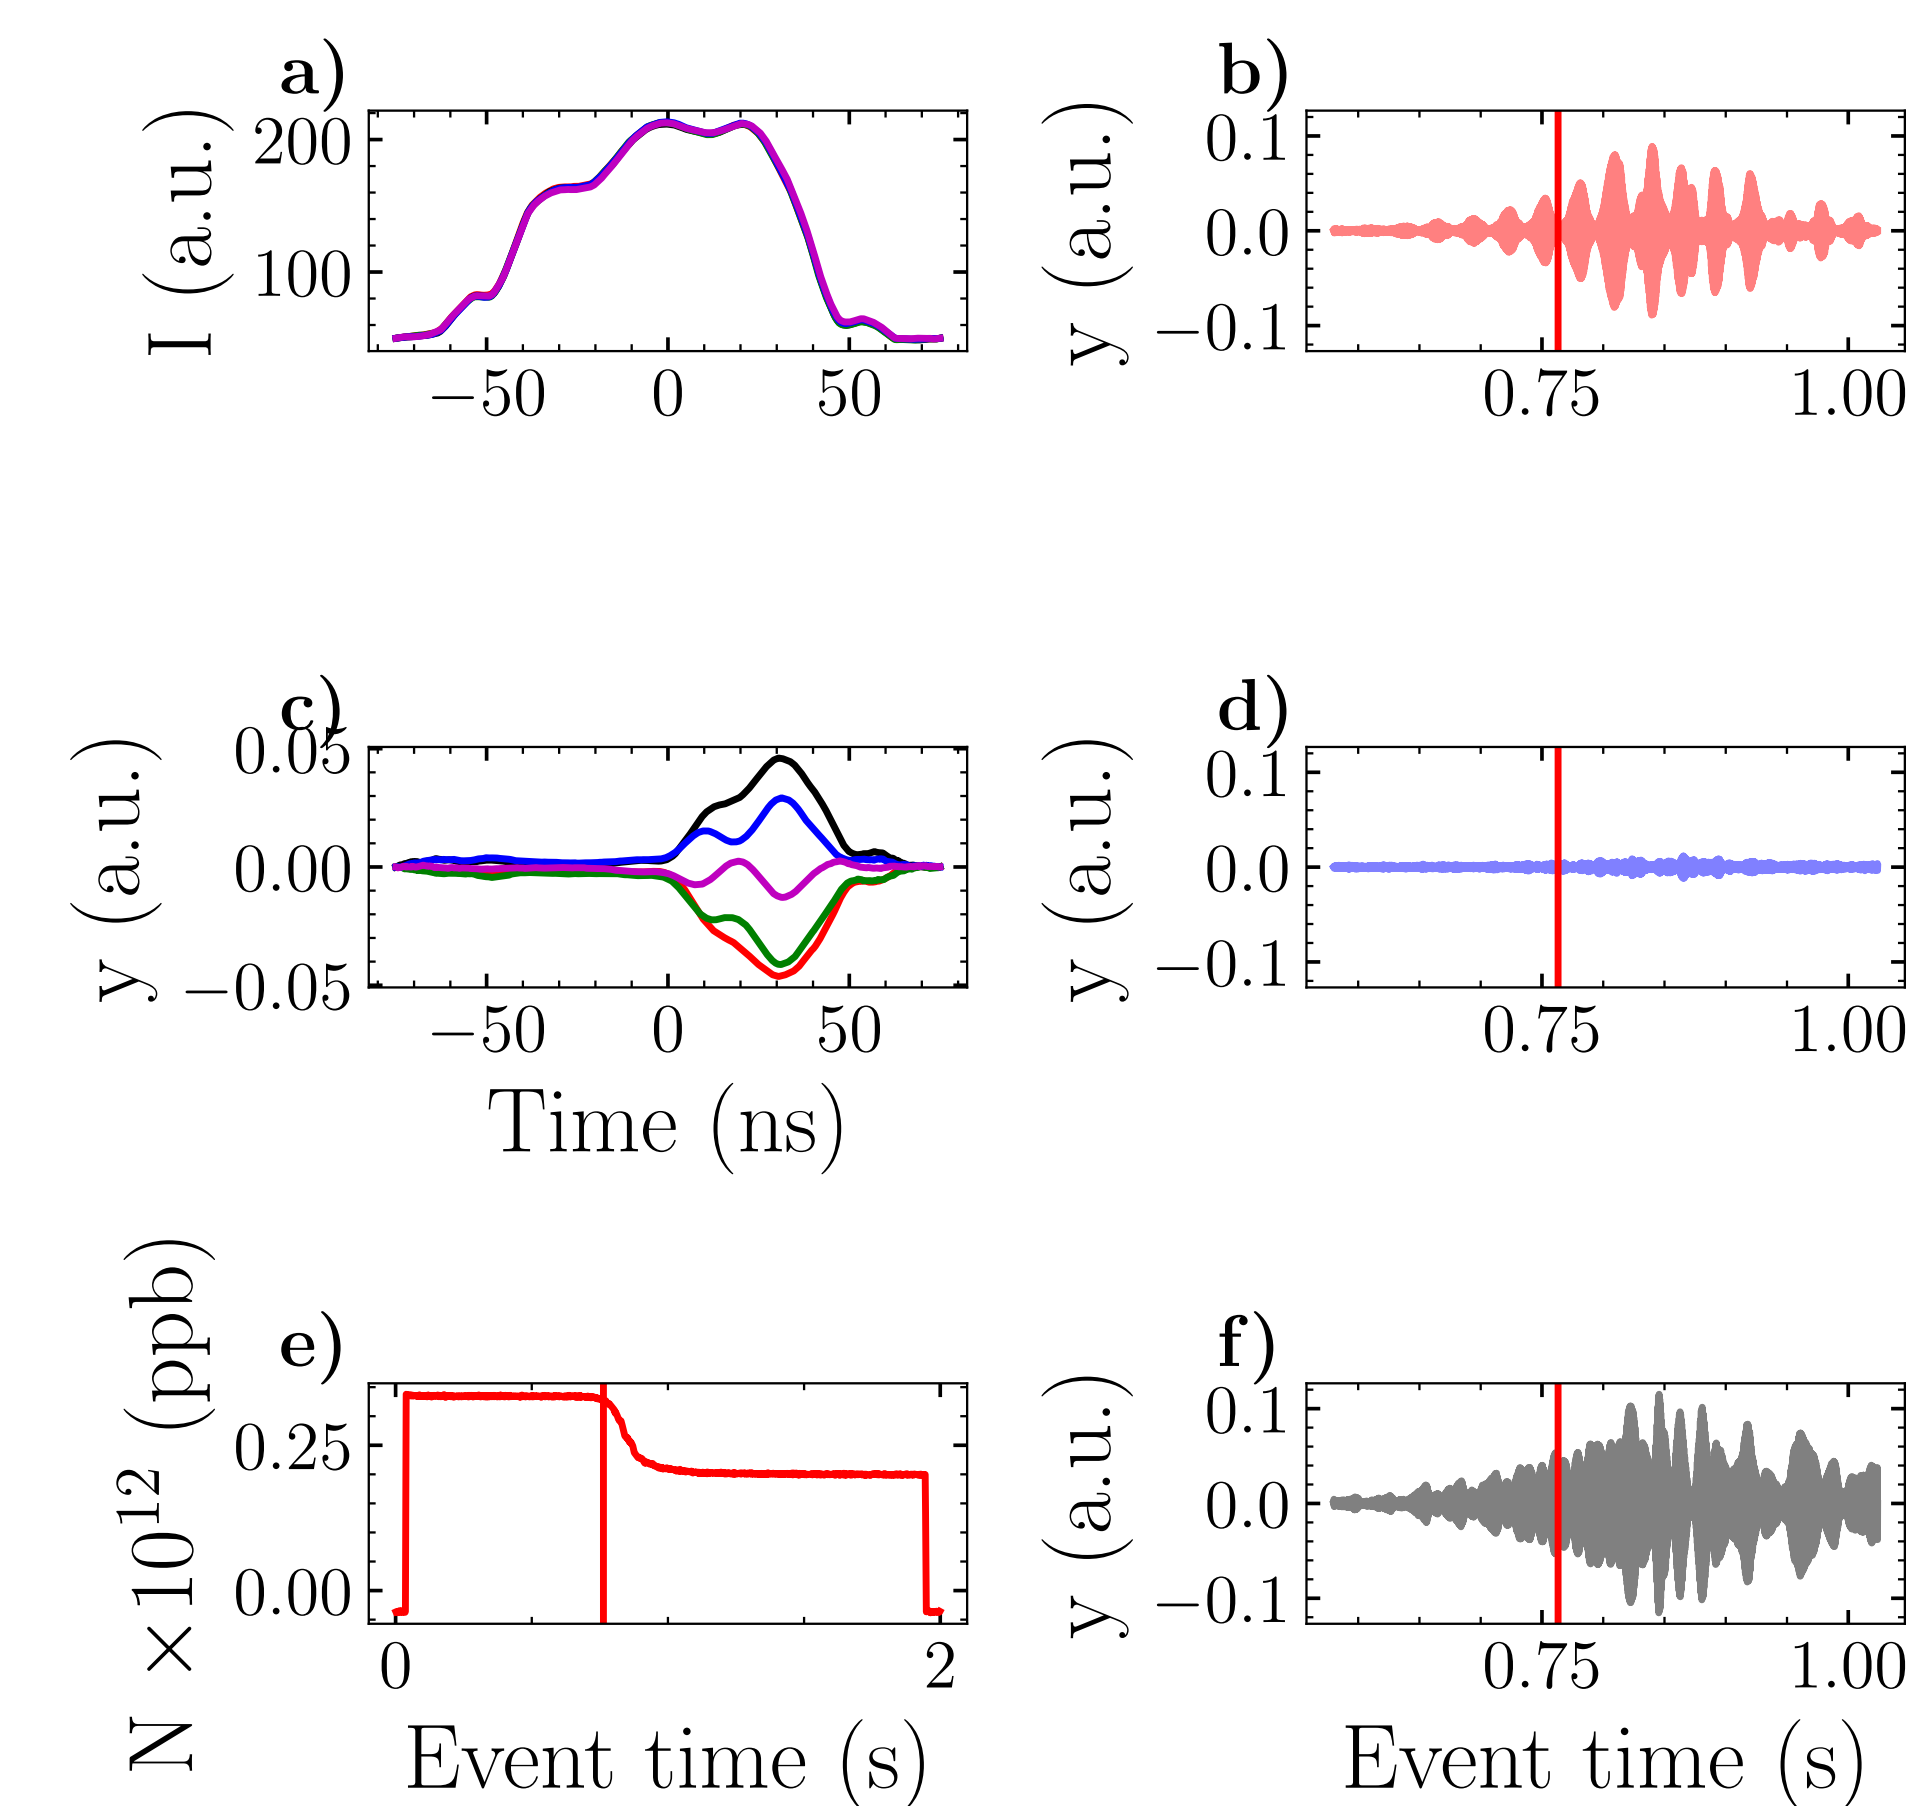 a)
I (a.u.)
200
100
−50 0 50
b)
y (a.u.)
0.1
0.0
−0.1
0.75 1.00
c)
y (a.u.)
0.05
0.00
−0.05
−50 0 50
Time (ns)
d)
y (a.u.)
0.1
0.0
−0.1
0.75 1.00
e)
N ×10¹² (ppb)
0.25
0.00
0 2
Event time (s)
f)
y (a.u.)
0.1
0.0
−0.1
0.75 1.00
Event time (s)